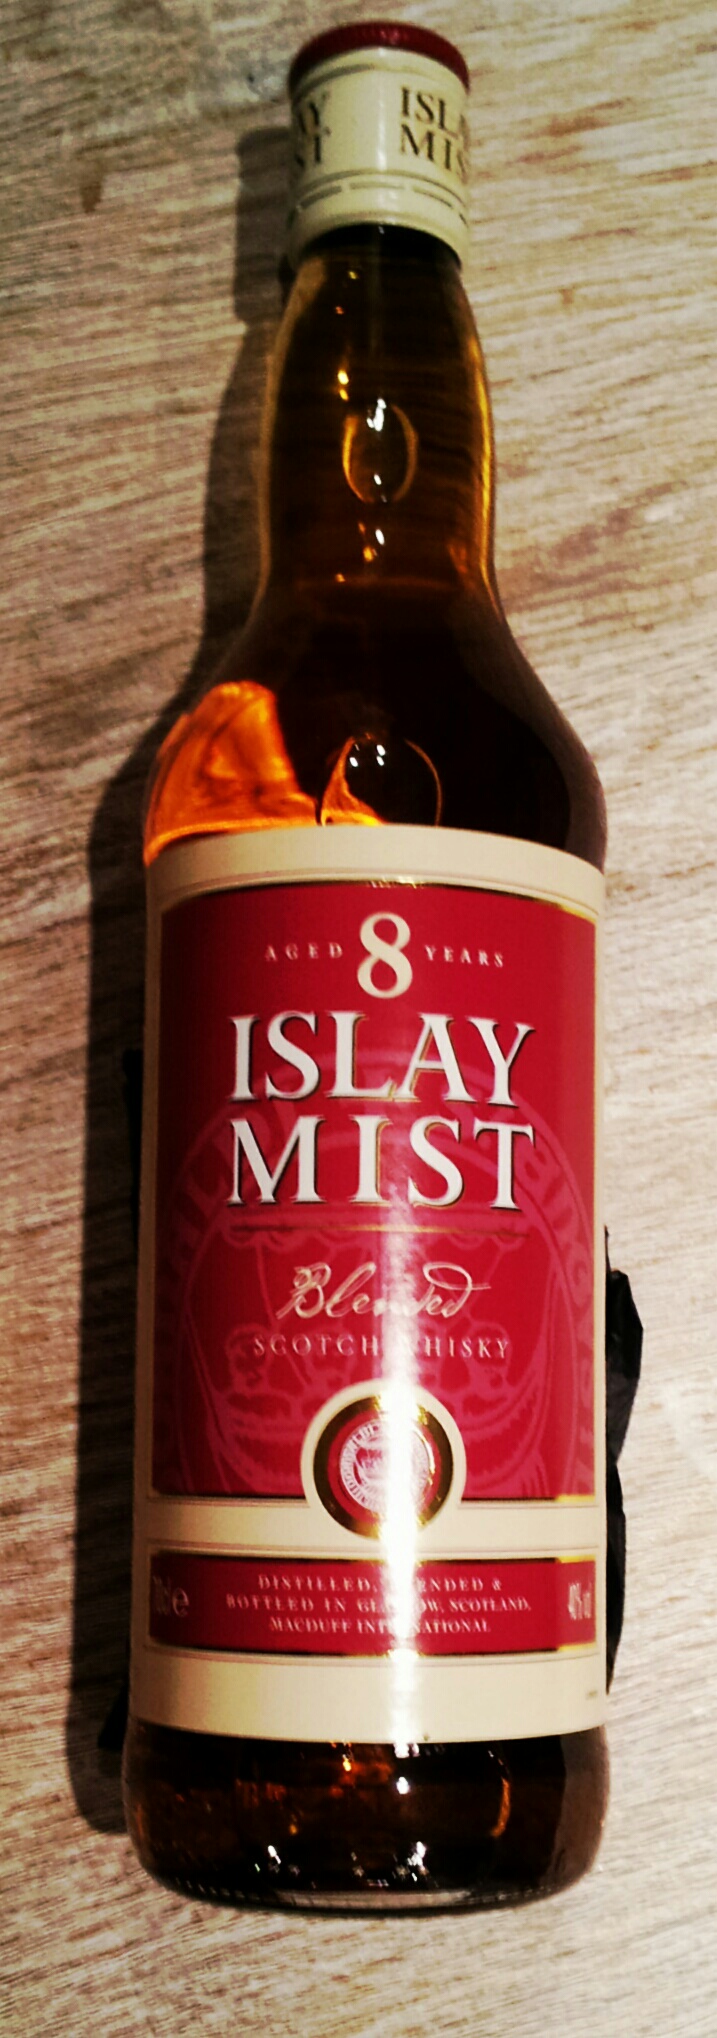 ISLAY
MIST
AGED 8 YEARS
ISLAY
MIST
Blended
SCOTCH WHISKY
DISTILLED, BLENDED &
BOTTLED IN GLASGOW, SCOTLAND,
MACDUFF INTERNATIONAL
70cl e
40% vol